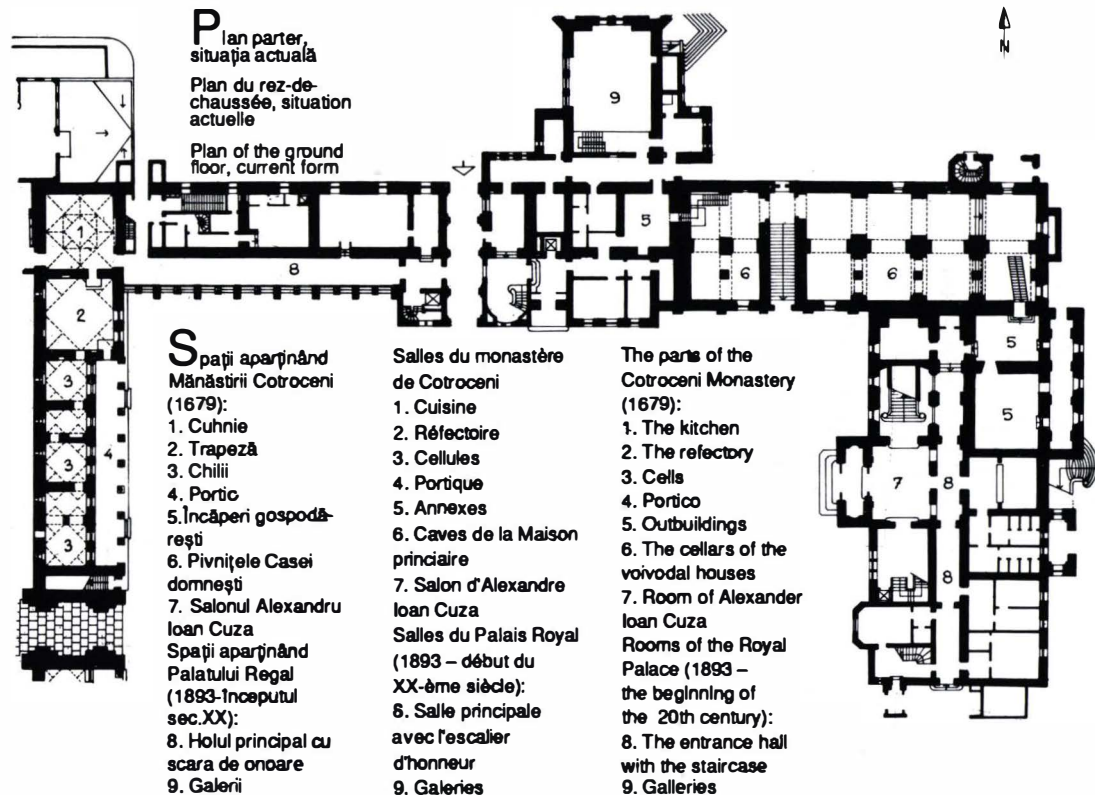 Plan parter,
situația actuală
Plan du rez-de-
chaussée, situation
actuelle
Plan of the ground
floor, current form
N
9
1
8
5
6
6
2
3
3
3
4
5
5
7
8
8
Spații aparținând
Mănăstirii Cotroceni
(1679):
1. Cuhnie
2. Trapeză
3. Chilii
4. Portic
5.Încăperi gospodă-
rești
6. Pivnițele Casei
domnești
7. Salonul Alexandru
Ioan Cuza
Spații aparținând
Palatului Regal
(1893-începutul
sec.XX):
8. Holul principal cu
scara de onoare
9. Galerii
Salles du monastère
de Cotroceni
1. Cuisine
2. Réfectoire
3. Cellules
4. Portique
5. Annexes
6. Caves de la Maison
princiaire
7. Salon d'Alexandre
Ioan Cuza
Salles du Palais Royal
(1893 – début du
XX-ème siècle):
8. Salle principale
avec l'escalier
d'honneur
9. Galeries
The parts of the
Cotroceni Monastery
(1679):
1. The kitchen
2. The refectory
3. Cells
4. Portico
5. Outbuildings
6. The cellars of the
voivodal houses
7. Room of Alexander
Ioan Cuza
Rooms of the Royal
Palace (1893 –
the beginning of
the 20th century):
8. The entrance hall
with the staircase
9. Galleries